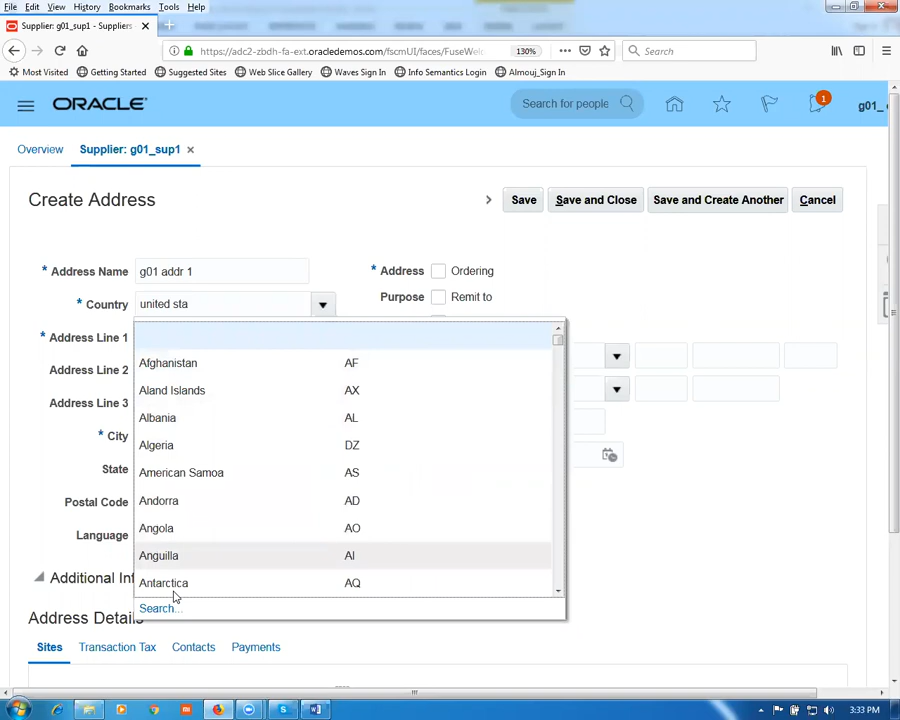 File Edit View History Bookmarks Tools Help
Supplier: g01_sup1 - Suppliers -
https://adc2-zbdh-fa-ext.oracledemos.com/fscmUI/faces/FuseWelc
130%
Search
Most Visited Getting Started Suggested Sites Web Slice Gallery Waves Sign In Info Semantics Login Almouj_Sign In
ORACLE
Search for people
1
g01_
Overview Supplier: g01_sup1
Create Address
Save Save and Close Save and Create Another Cancel
* Address Name g01 addr 1
* Address Ordering
* Country united sta
Purpose Remit to
* Address Line 1
Address Line 2
Address Line 3
* City
State
Postal Code
Language
Afghanistan AF
Aland Islands AX
Albania AL
Algeria DZ
American Samoa AS
Andorra AD
Angola AO
Anguilla AI
Antarctica AQ
Search...
Additional Inf
Address Details
Sites Transaction Tax Contacts Payments
3:33 PM